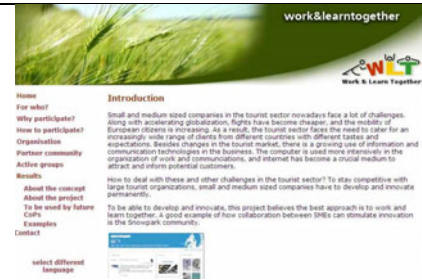 work&learntogether
WLT
Work & Learn Together
Home
For who?
Why participate?
How to participate?
Organisation
Partner community
Active groups
Results
About the concept
About the project
To be used by future
CoPs
Examples
Contact
select different
language
Introduction
Small and medium sized companies in the tourist sector nowadays face a lot of challenges.
Along with accelerating globalization, flights have become cheaper, and the mobility of
European citizens is increasing. As a result, the tourist sector faces the need to cater for an
increasingly wide range of clients from different countries with different tastes and
expectations. Besides changes in the tourist market, there is a growing use of information and
communication technologies in the business. The computer is used more intensively in the
organization of work and communciations, and internet has become a crucial medium to
attract and inform potential customers.
How to deal with these and other challenges in the tourist sector? To stay competitive with
large tourist organizations, small and medium sized companies have to develop and innovate
permanently.
To be able to develop and innovate, this project believes the best approach is to work and
learn together. A good example of how collaboration between SMEs can stimulate innovation
is the Snowpark community.